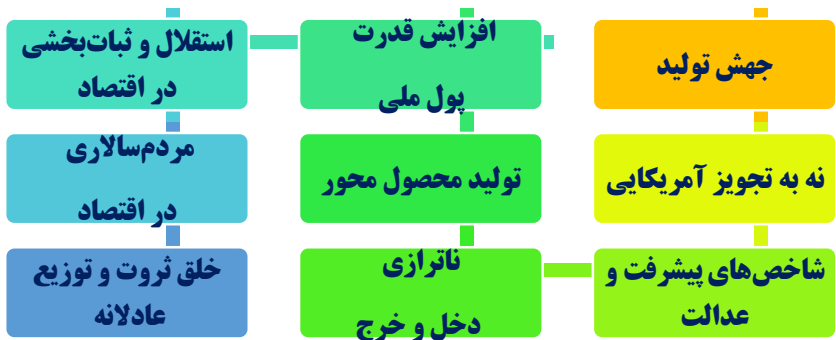 جهش تولید
نه به تجویز آمریکایی
شاخص‌های پیشرفت و
عدالت
ناترازی
دخل و خرج
تولید محصول محور
افزایش قدرت
پول ملی
استقلال و ثبات‌بخشی
در اقتصاد
مردم‌سالاری
در اقتصاد
خلق ثروت و توزیع
عادلانه